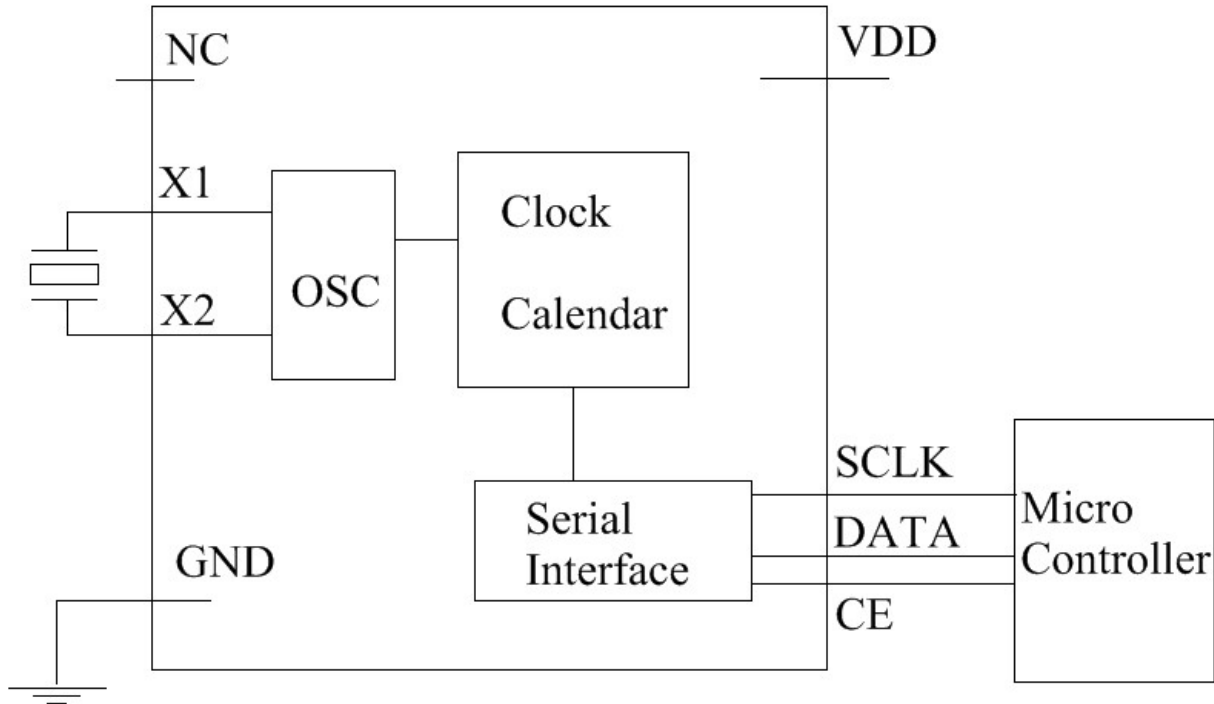 NC
VDD
X1
Clock
OSC
X2
Calendar
SCLK
Serial
Micro
DATA
GND
Interface
Controller
CE